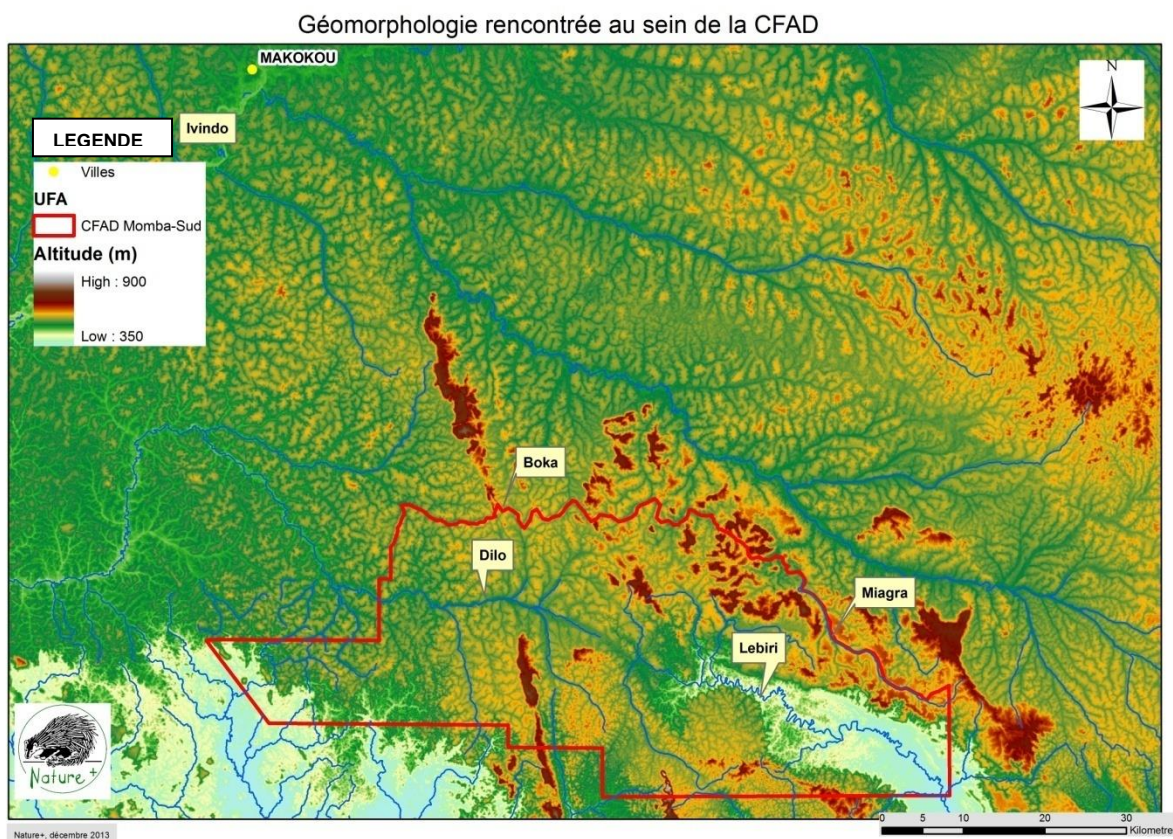 Géomorphologie rencontrée au sein de la CFAD
MAKOKOU
N
Ivindo
LEGENDE
Villes
UFA
CFAD Momba-Sud
Altitude (m)
High : 900
Low : 350
Boka
Dilo
Miagra
Lebiri
Nature +
0 5 10 20 30
Kilometre
Nature+, décembre 2013